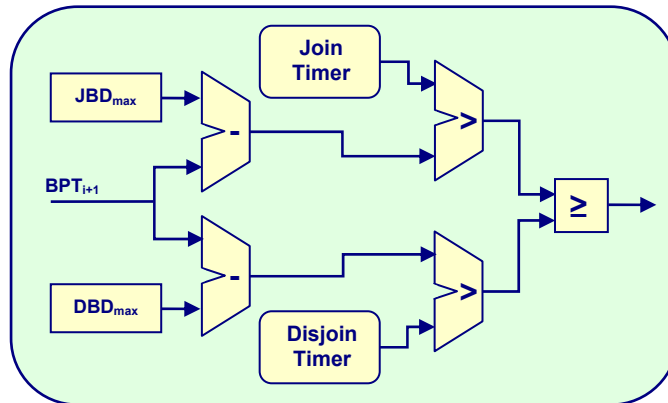 Join
Timer
JBDmax
-
>
BPTi+1
≥
-
>
DBDmax
Disjoin
Timer